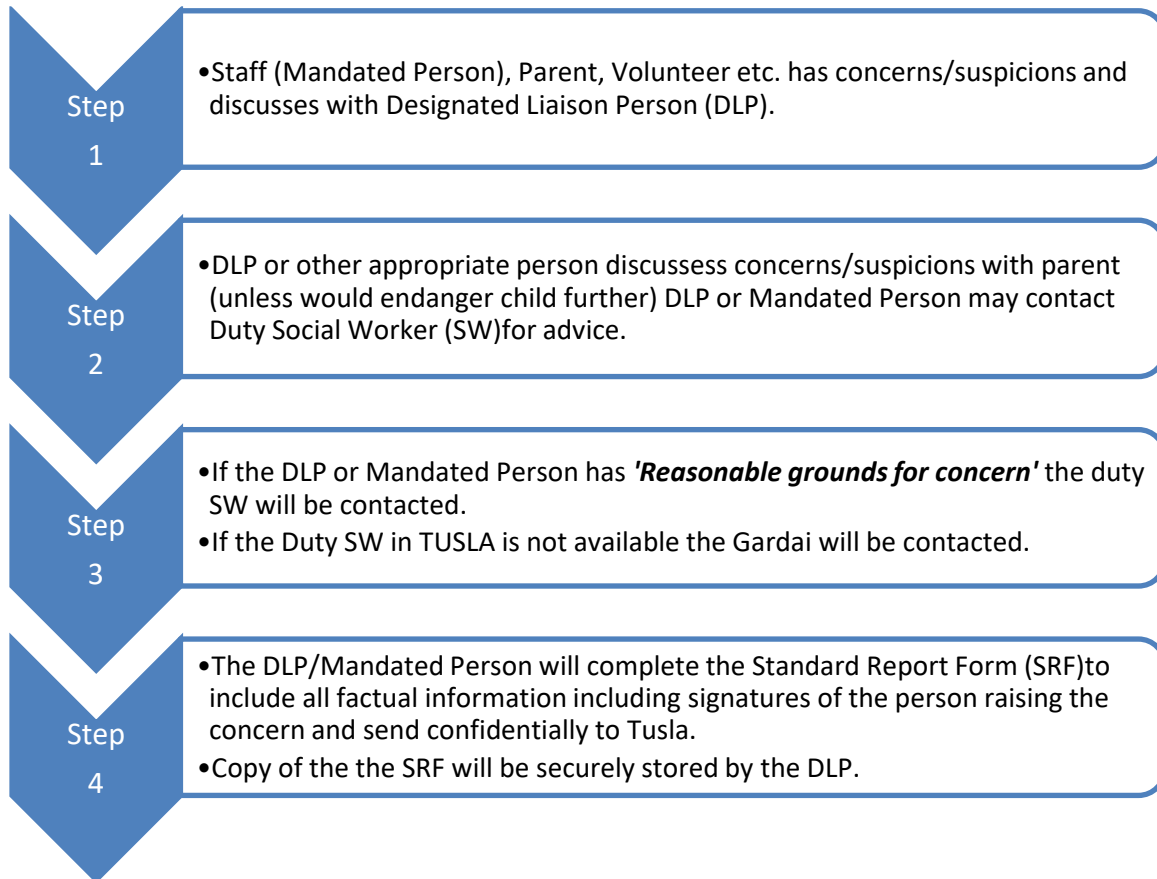 Step
1
•Staff (Mandated Person), Parent, Volunteer etc. has concerns/suspicions and
discusses with Designated Liaison Person (DLP).
Step
2
•DLP or other appropriate person discussess concerns/suspicions with parent
(unless would endanger child further) DLP or Mandated Person may contact
Duty Social Worker (SW)for advice.
Step
3
•If the DLP or Mandated Person has 'Reasonable grounds for concern' the duty
SW will be contacted.
•If the Duty SW in TUSLA is not available the Gardai will be contacted.
Step
4
•The DLP/Mandated Person will complete the Standard Report Form (SRF)to
include all factual information including signatures of the person raising the
concern and send confidentially to Tusla.
•Copy of the the SRF will be securely stored by the DLP.